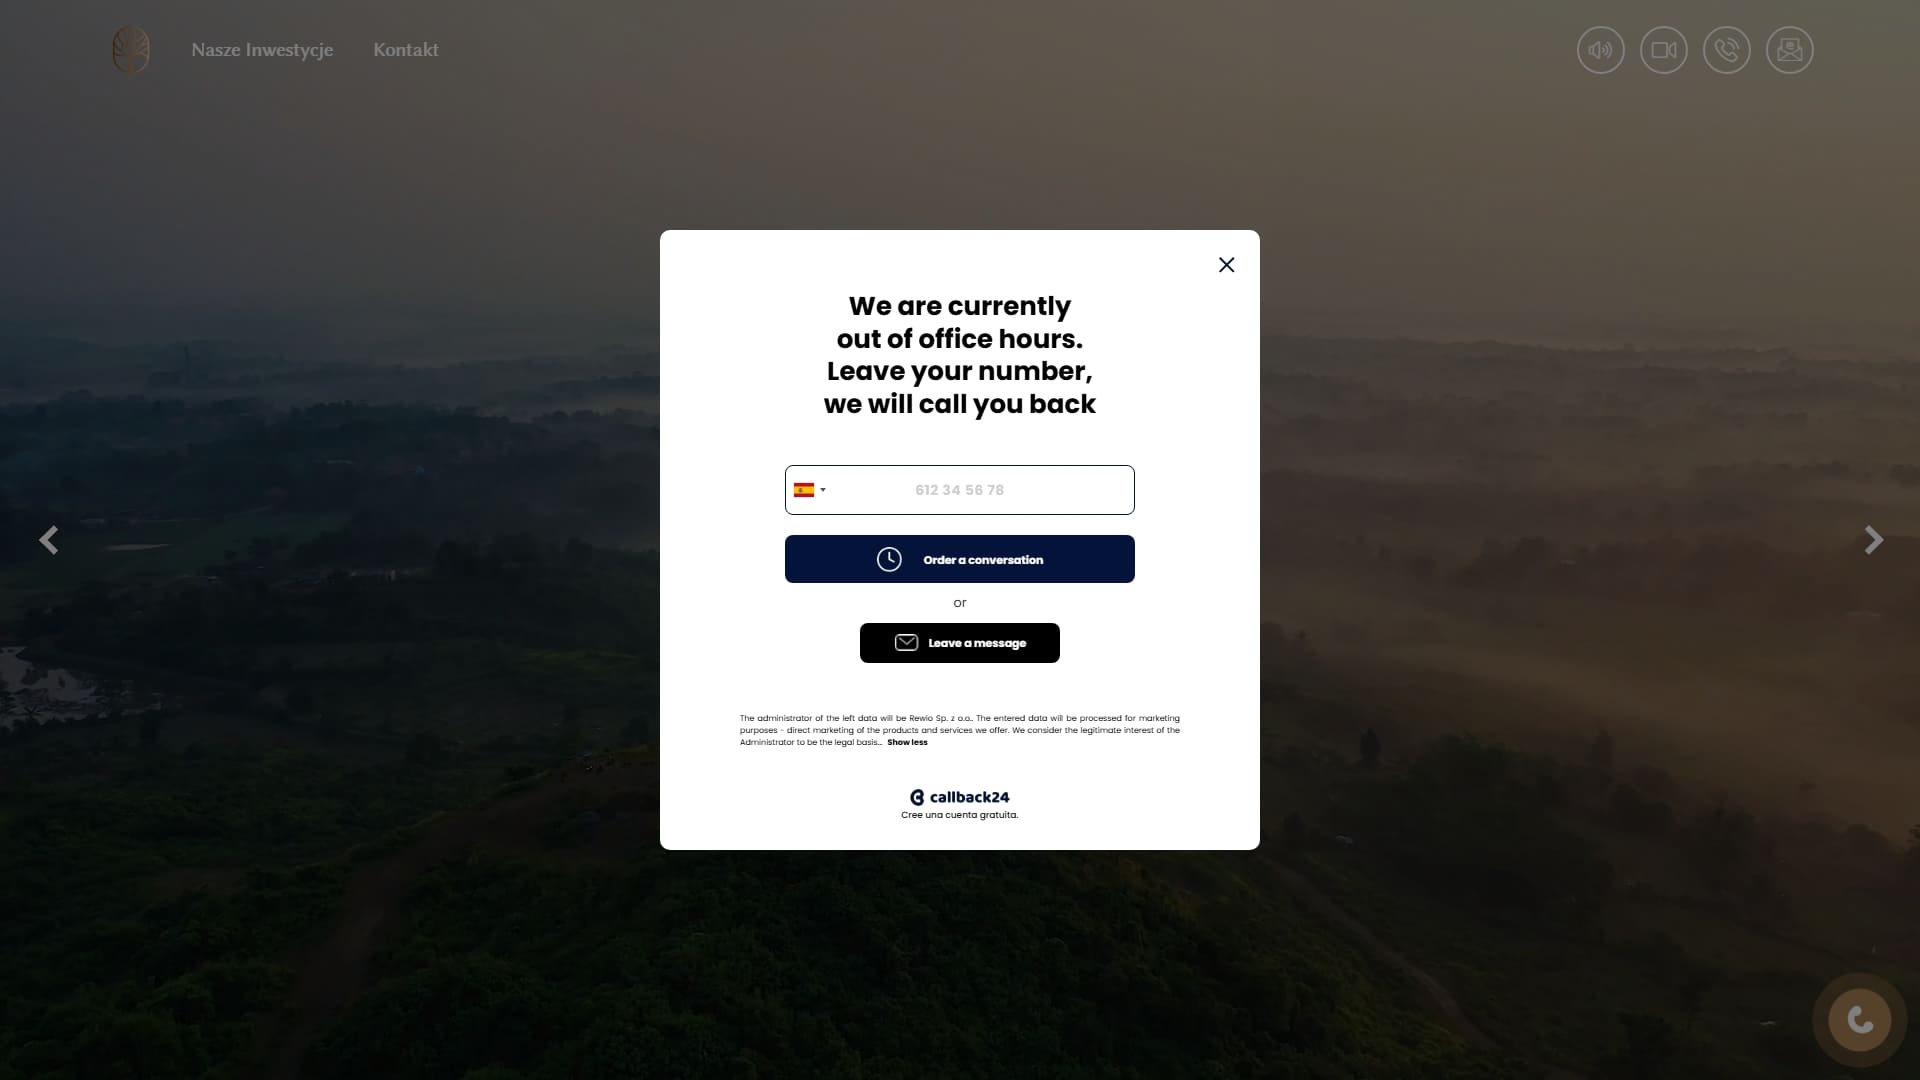 Nasze Inwestycje
Kontakt
We are currently
out of office hours.
Leave your number,
we will call you back
612 34 56 78
Order a conversation
or
Leave a message
The administrator of the left data will be Rewio Sp. z o.o.. The entered data will be processed for marketing
purposes - direct marketing of the products and services we offer. We consider the legitimate interest of the
Administrator to be the legal basis... Show less
callback24
Cree una cuenta gratuita.